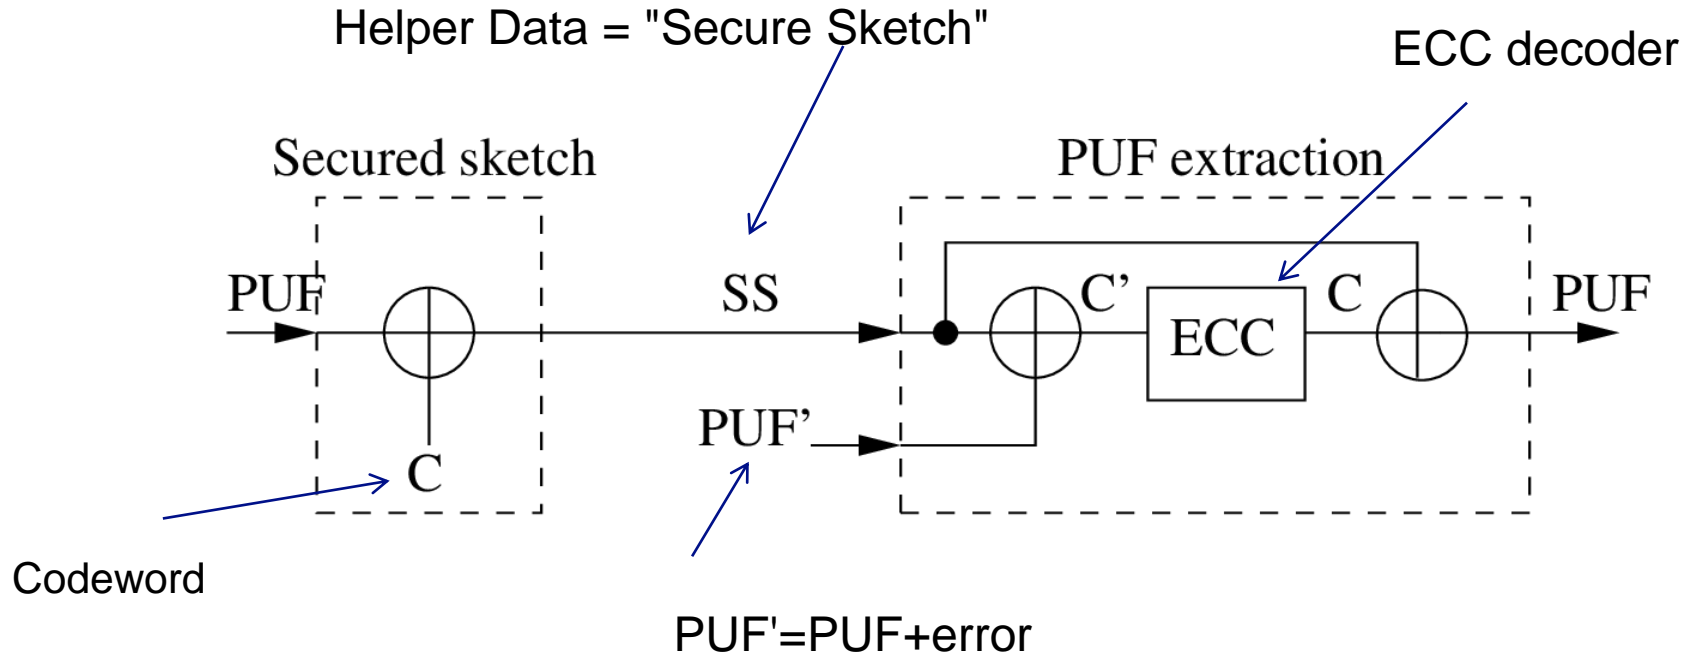 Helper Data = "Secure Sketch"
ECC decoder
Secured sketch
PUF extraction
PUF
SS
C’
ECC
C
PUF
PUF’
C
Codeword
PUF'=PUF+error